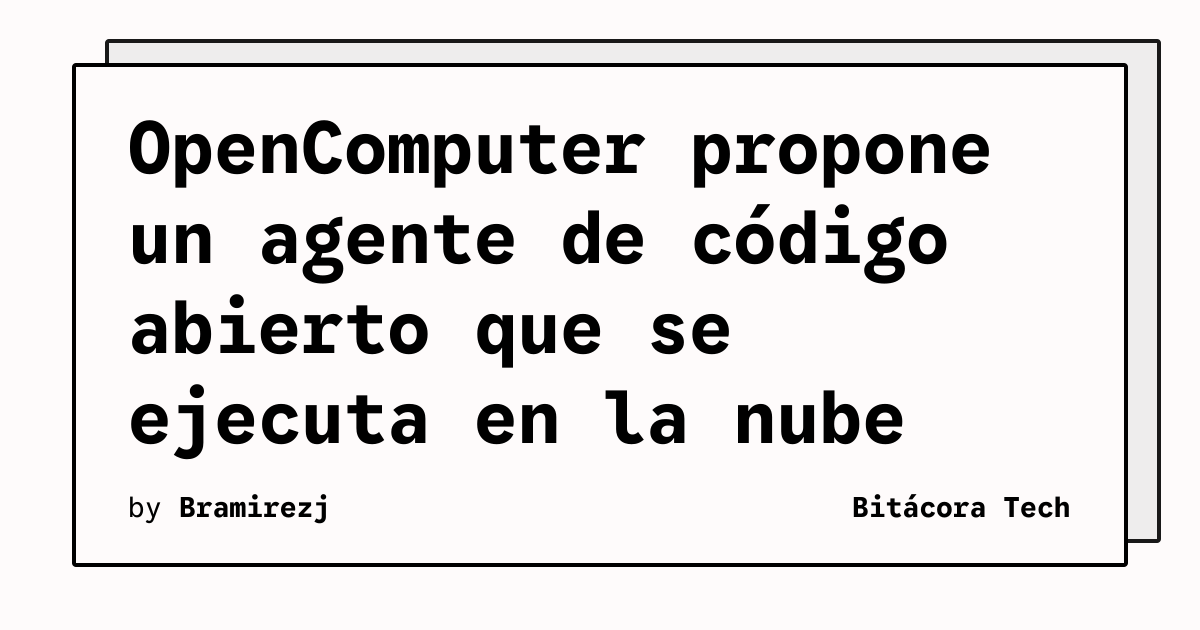 OpenComputer propone
un agente de código
abierto que se
ejecuta en la nube
by Bramirezj
Bitácora Tech